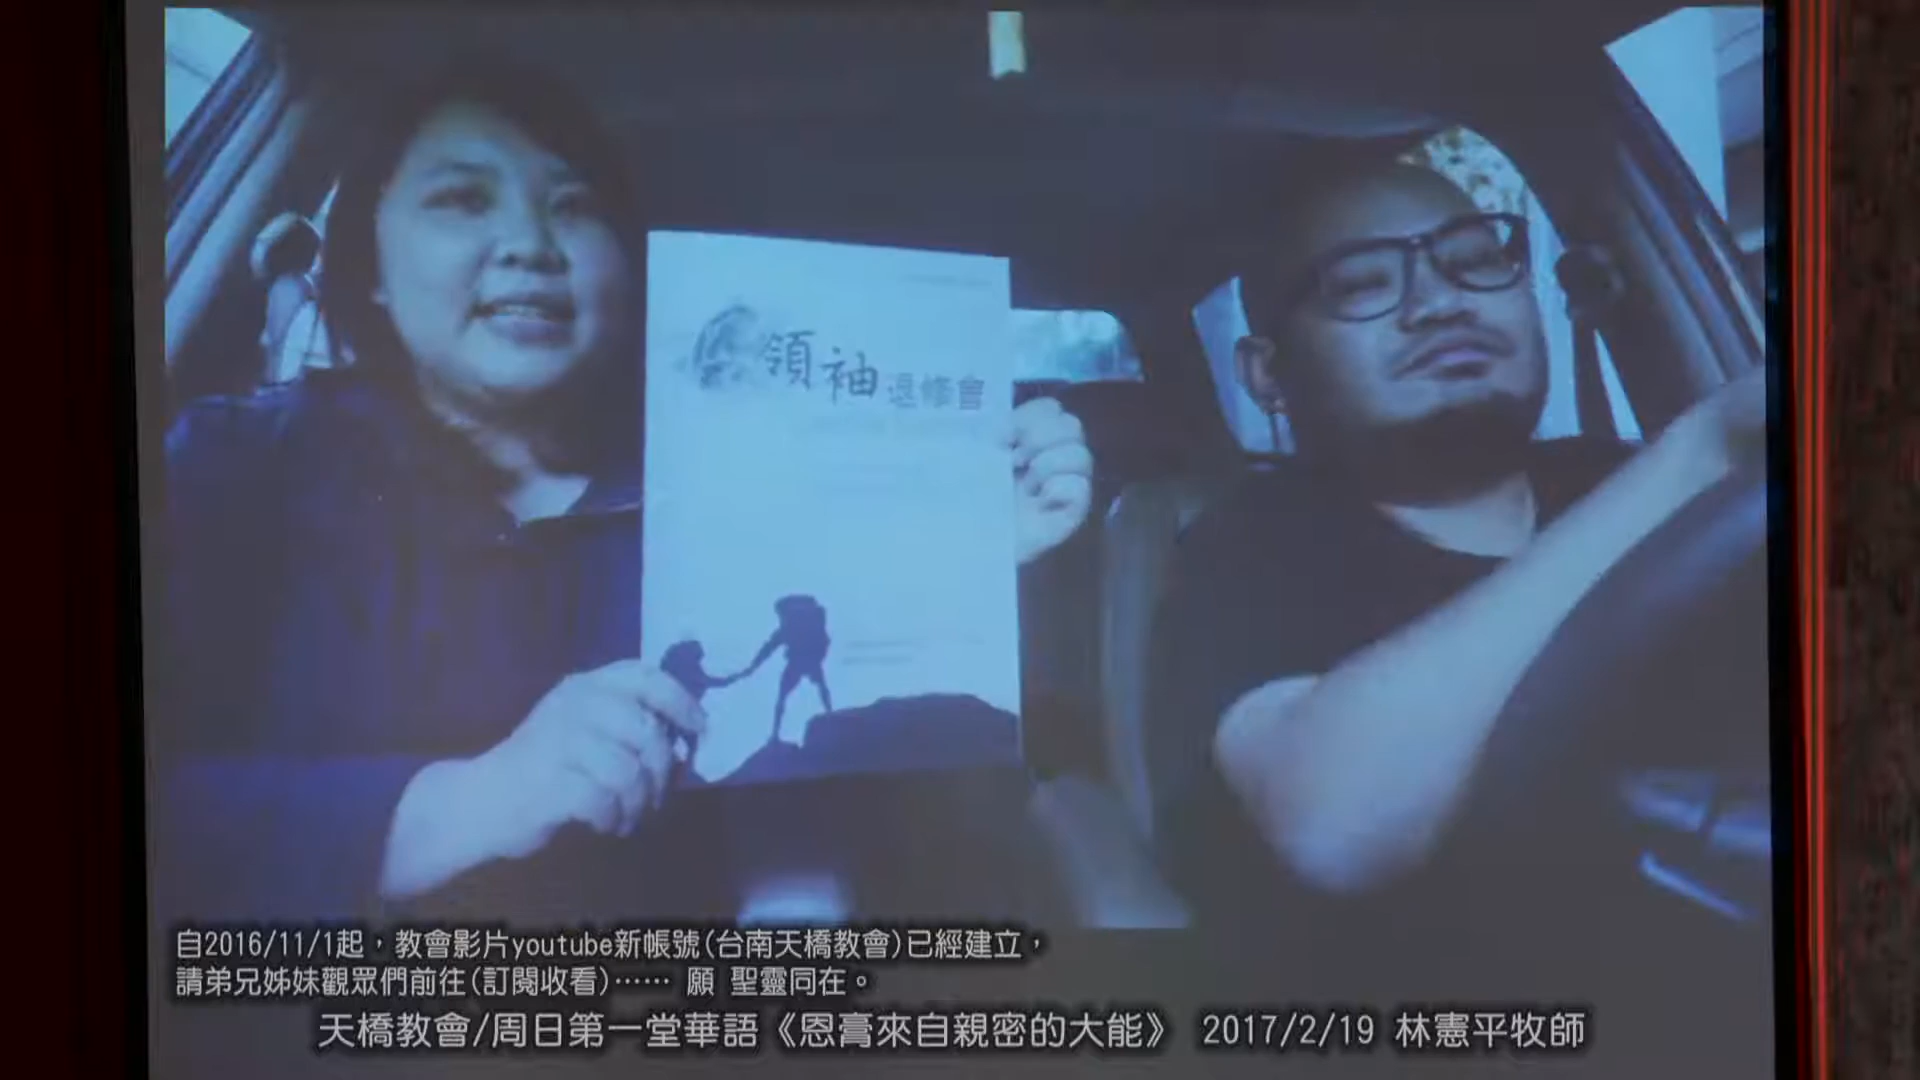 領袖退修會
自2016/11/1起，教會影片youtube新帳號(台南天橋教會)已經建立，
請弟兄姊妹觀眾們前往(訂閱收看)…… 願 聖靈同在。
天橋教會/周日第一堂華語《恩膏來自親密的大能》 2017/2/19 林憲平牧師